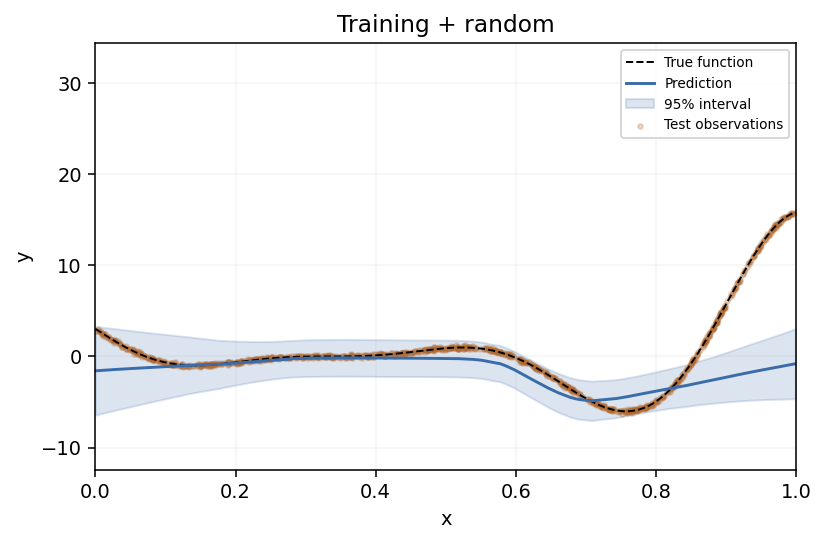 Training + random
True function
Prediction
95% interval
Test observations
30
20
10
0
−10
y
0.0 0.2 0.4 0.6 0.8 1.0
x